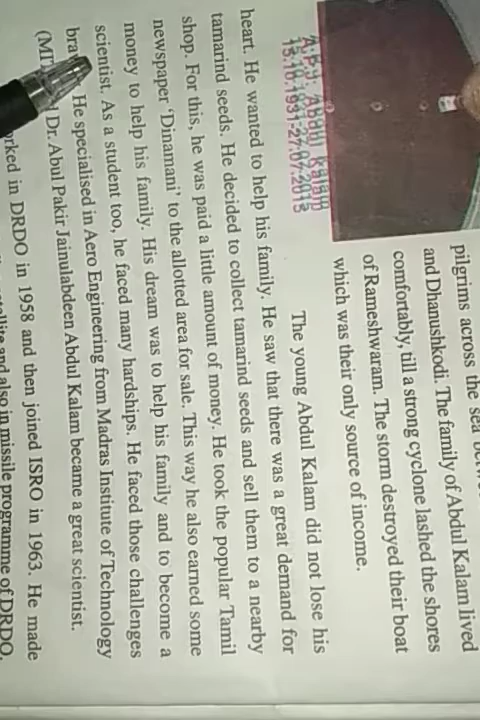 pilgrims across the sea
and Dhanushkodi. The family of Abdul Kalam lived
comfortably, till a strong cyclone lashed the shores
of Rameshwaram. The storm destroyed their boat
which was their only source of income.
A.P.J. Abdul Kalam
15.10.1931-27.07.2015
The young Abdul Kalam did not lose his
heart. He wanted to help his family. He saw that there was a great demand for
tamarind seeds. He decided to collect tamarind seeds and sell them to a nearby
shop. For this, he was paid a little amount of money. He took the popular Tamil
newspaper ‘Dinamani’ to the allotted area for sale. This way he also earned some
money to help his family. His dream was to help his family and to become a
scientist. As a student too, he faced many hardships. He faced those challenges
He specialised in Aero Engineering from Madras Institute of Technology
Dr. Abul Pakir Jainulabdeen Abdul Kalam became a great scientist.
in DRDO in 1958 and then joined ISRO in 1963. He made
and also in missile programme of DRDO.